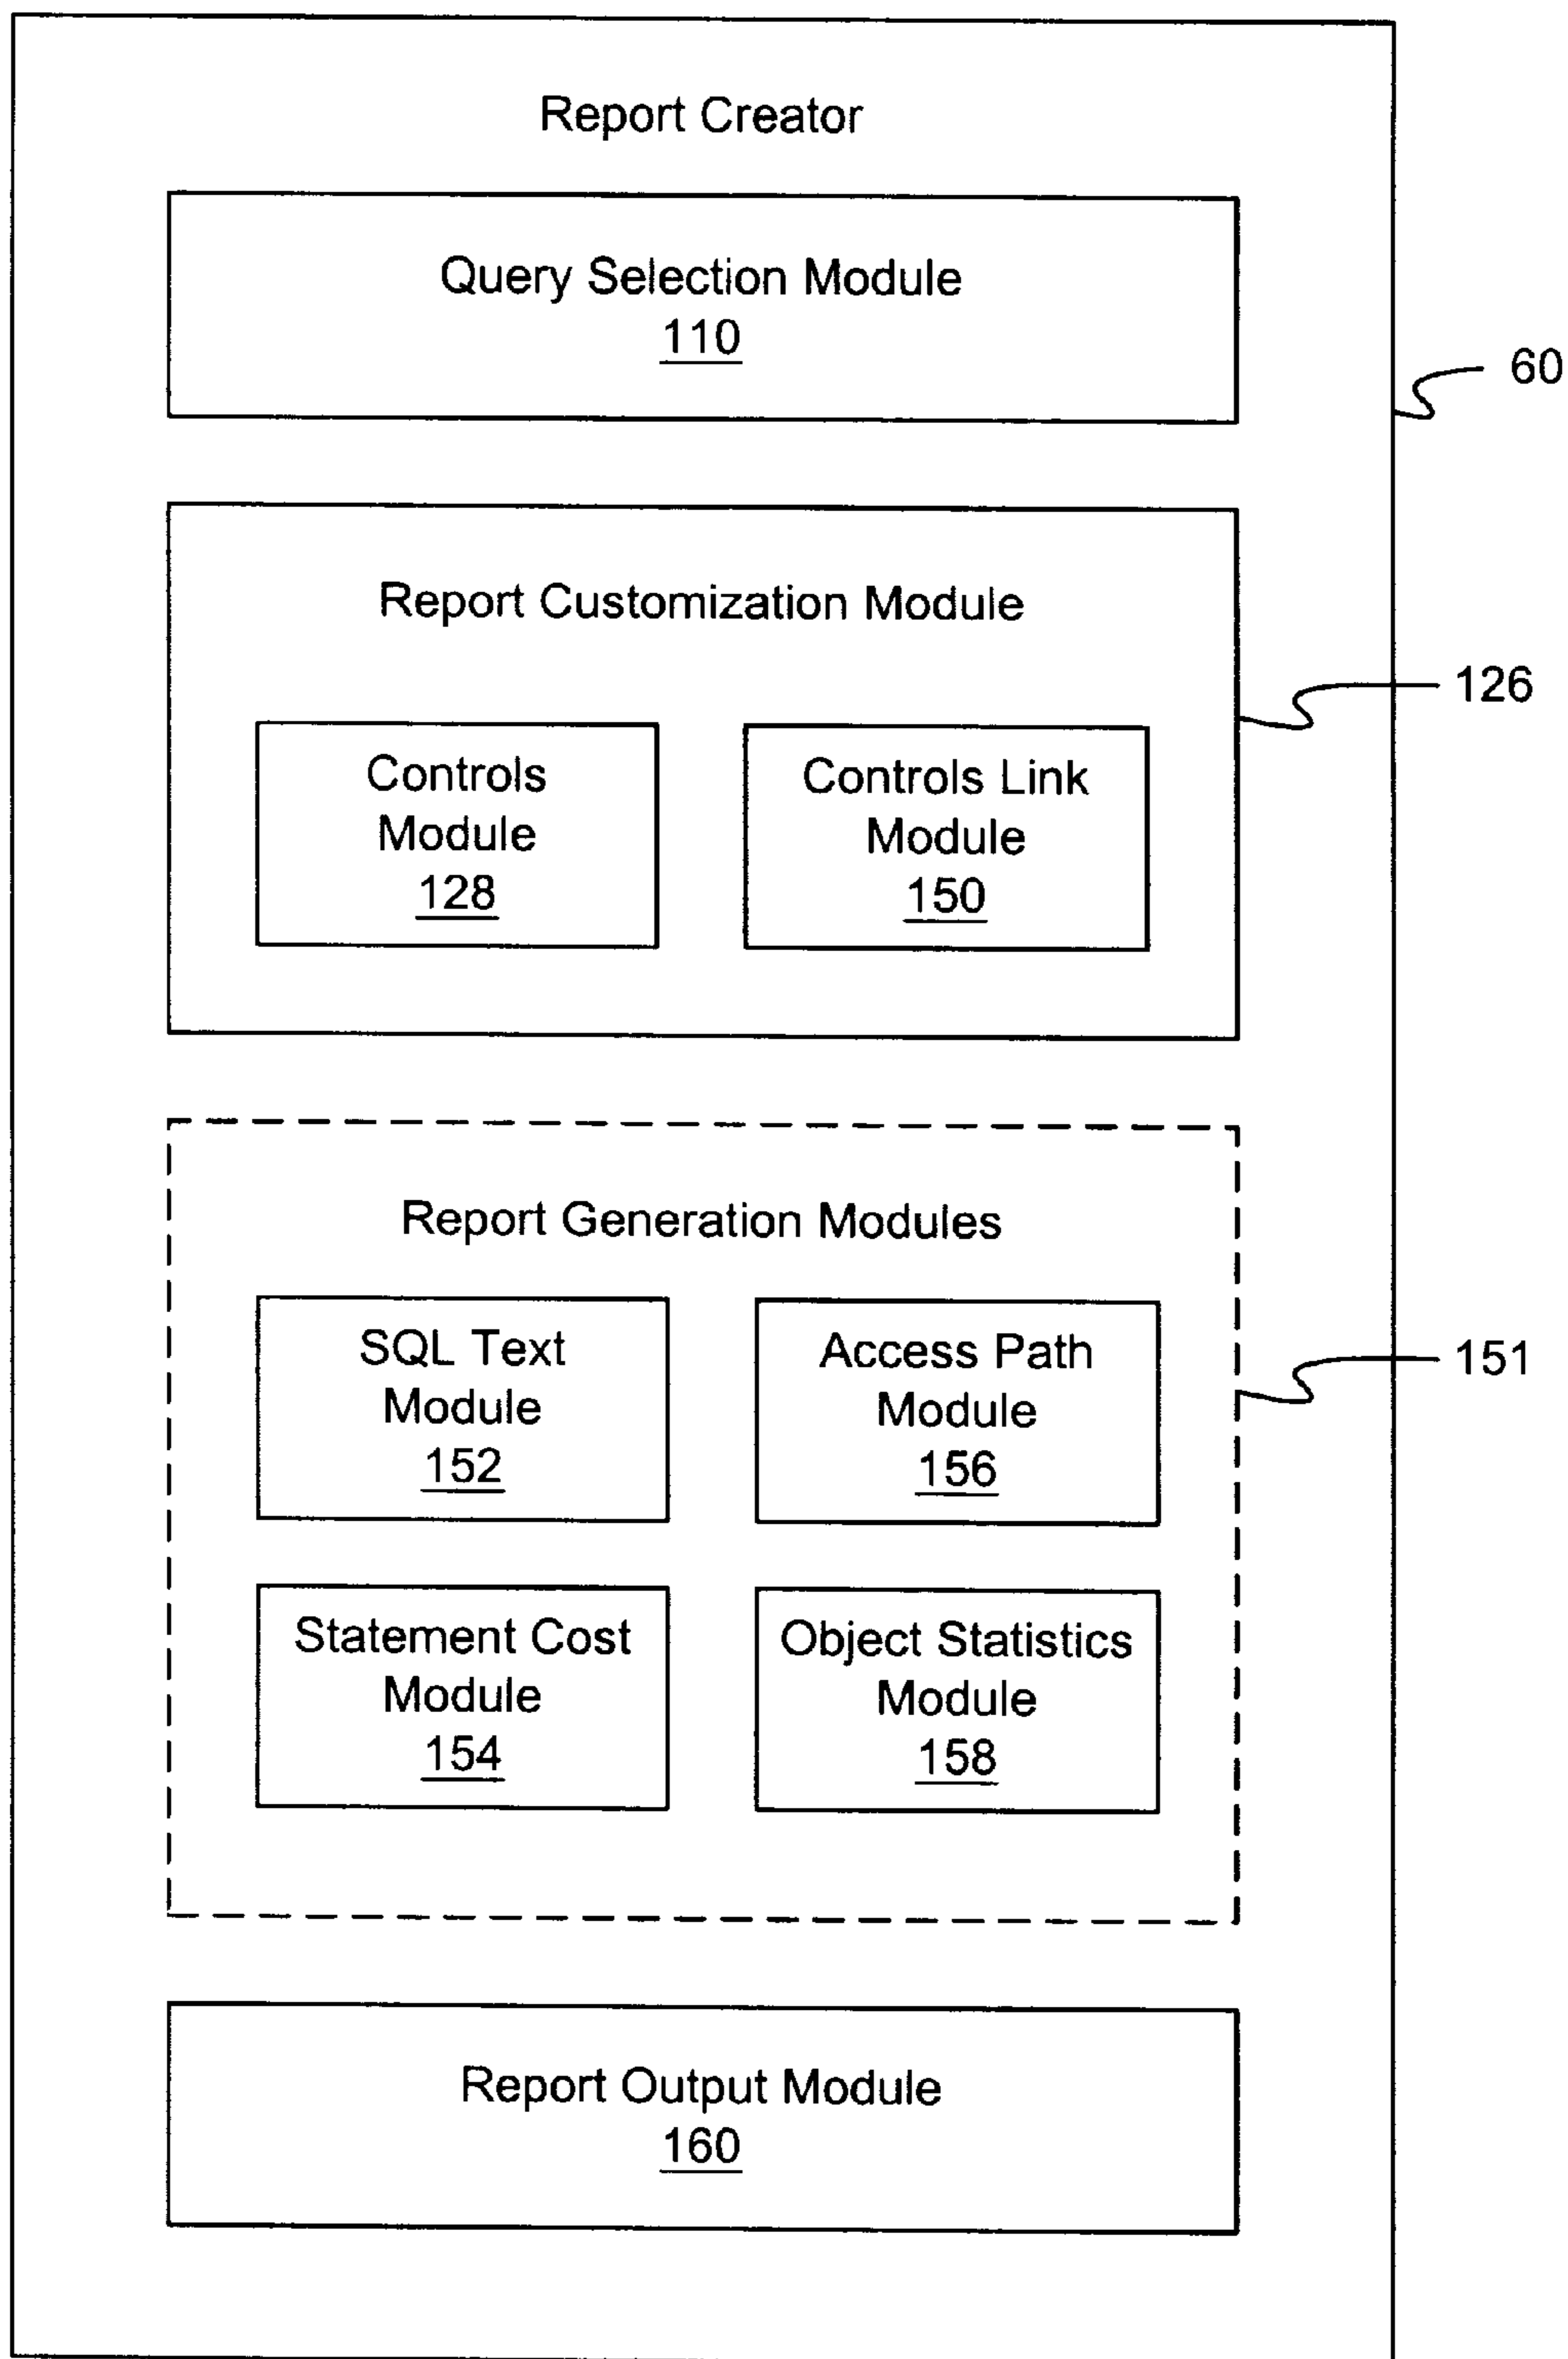 Report Creator
Query Selection Module
110
60
Report Customization Module
126
Controls
Module
128
Controls Link
Module
150
Report Generation Modules
151
SQL Text
Module
152
Access Path
Module
156
Statement Cost
Module
154
Object Statistics
Module
158
Report Output Module
160